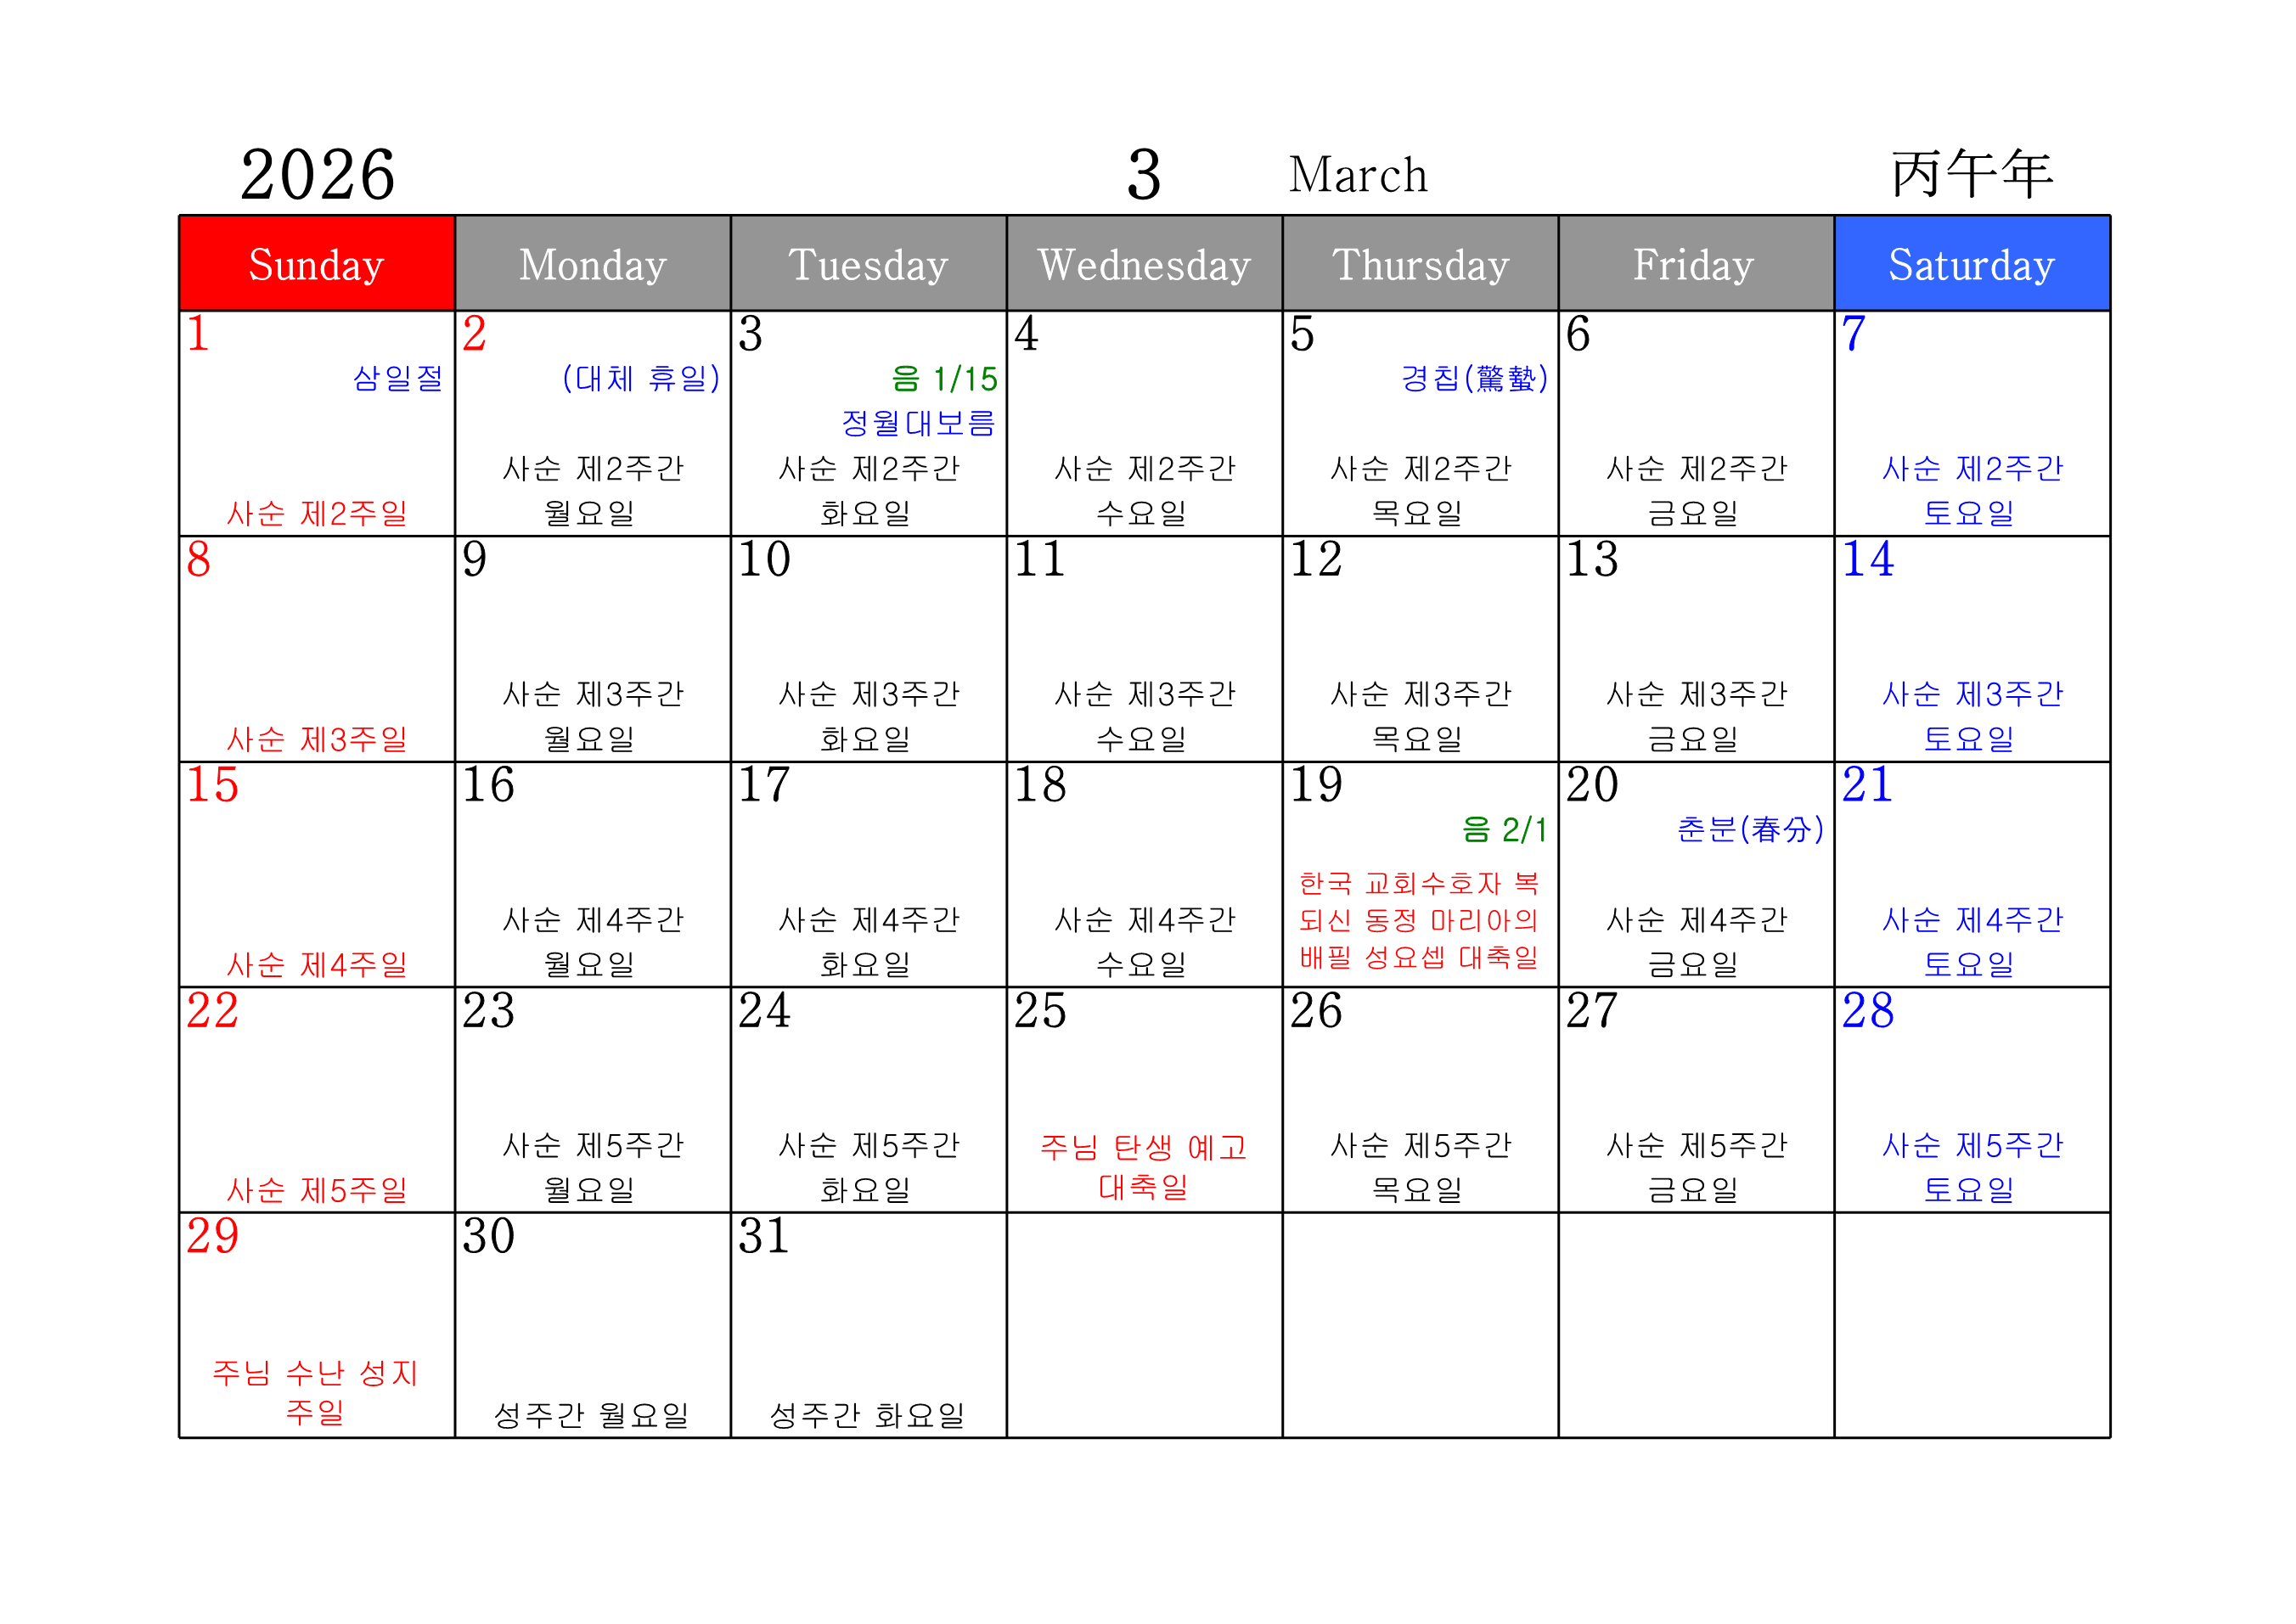 2026 3 March 丙午年
Sunday Monday Tuesday Wednesday Thursday Friday Saturday
1
삼일절
사순 제2주일
2
(대체 휴일)
사순 제2주간
월요일
3
음 1/15
정월대보름
사순 제2주간
화요일
4
사순 제2주간
수요일
5
경칩(驚蟄)
사순 제2주간
목요일
6
사순 제2주간
금요일
7
사순 제2주간
토요일
8
사순 제3주일
9
사순 제3주간
월요일
10
사순 제3주간
화요일
11
사순 제3주간
수요일
12
사순 제3주간
목요일
13
사순 제3주간
금요일
14
사순 제3주간
토요일
15
사순 제4주일
16
사순 제4주간
월요일
17
사순 제4주간
화요일
18
사순 제4주간
수요일
19
음 2/1
한국 교회수호자 복
되신 동정 마리아의
배필 성요셉 대축일
20
춘분(春分)
사순 제4주간
금요일
21
사순 제4주간
토요일
22
사순 제5주일
23
사순 제5주간
월요일
24
사순 제5주간
화요일
25
주님 탄생 예고
대축일
26
사순 제5주간
목요일
27
사순 제5주간
금요일
28
사순 제5주간
토요일
29
주님 수난 성지
주일
30
성주간 월요일
31
성주간 화요일